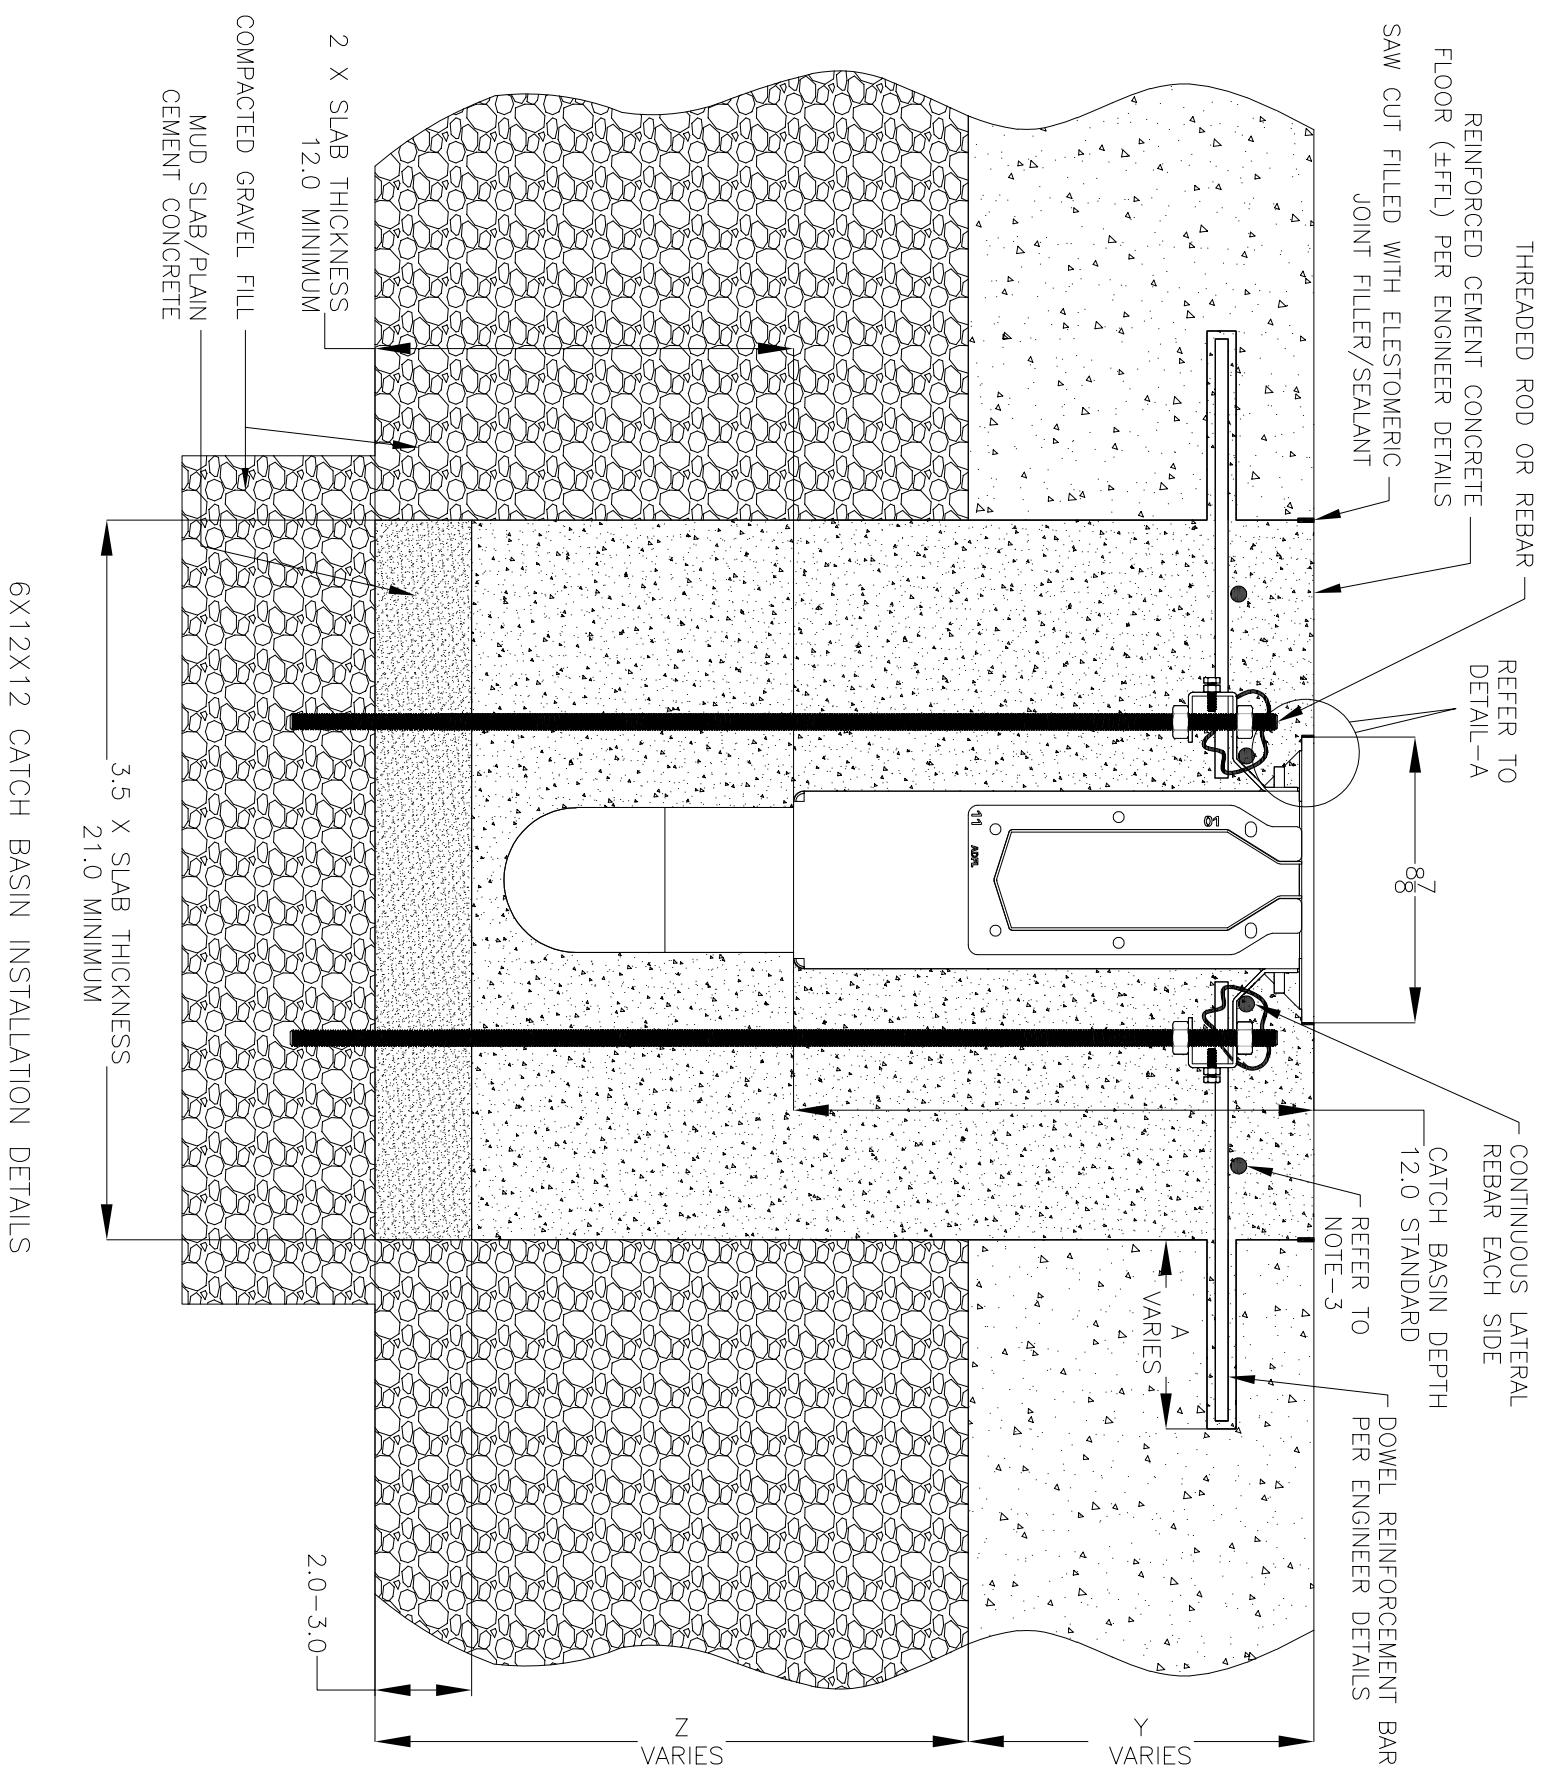 THREADED ROD OR REBAR
REINFORCED CEMENT CONCRETE
FLOOR (±FFL) PER ENGINEER DETAILS
SAW CUT FILLED WITH ELESTOMERIC
JOINT FILLER/SEALANT
REFER TO
DETAIL-A
8 7/8
CONTINUOUS LATERAL
REBAR EACH SIDE
CATCH BASIN DEPTH
12.0 STANDARD
REFER TO
NOTE-3
DOWEL REINFORCEMENT BAR
PER ENGINEER DETAILS
A
VARIES
Y
VARIES
Z
VARIES
01
11
2 X SLAB THICKNESS
12.0 MINIMUM
COMPACTED GRAVEL FILL
MUD SLAB/PLAIN
CEMENT CONCRETE
3.5 X SLAB THICKNESS
21.0 MINIMUM
2.0-3.0
6X12X12 CATCH BASIN INSTALLATION DETAILS